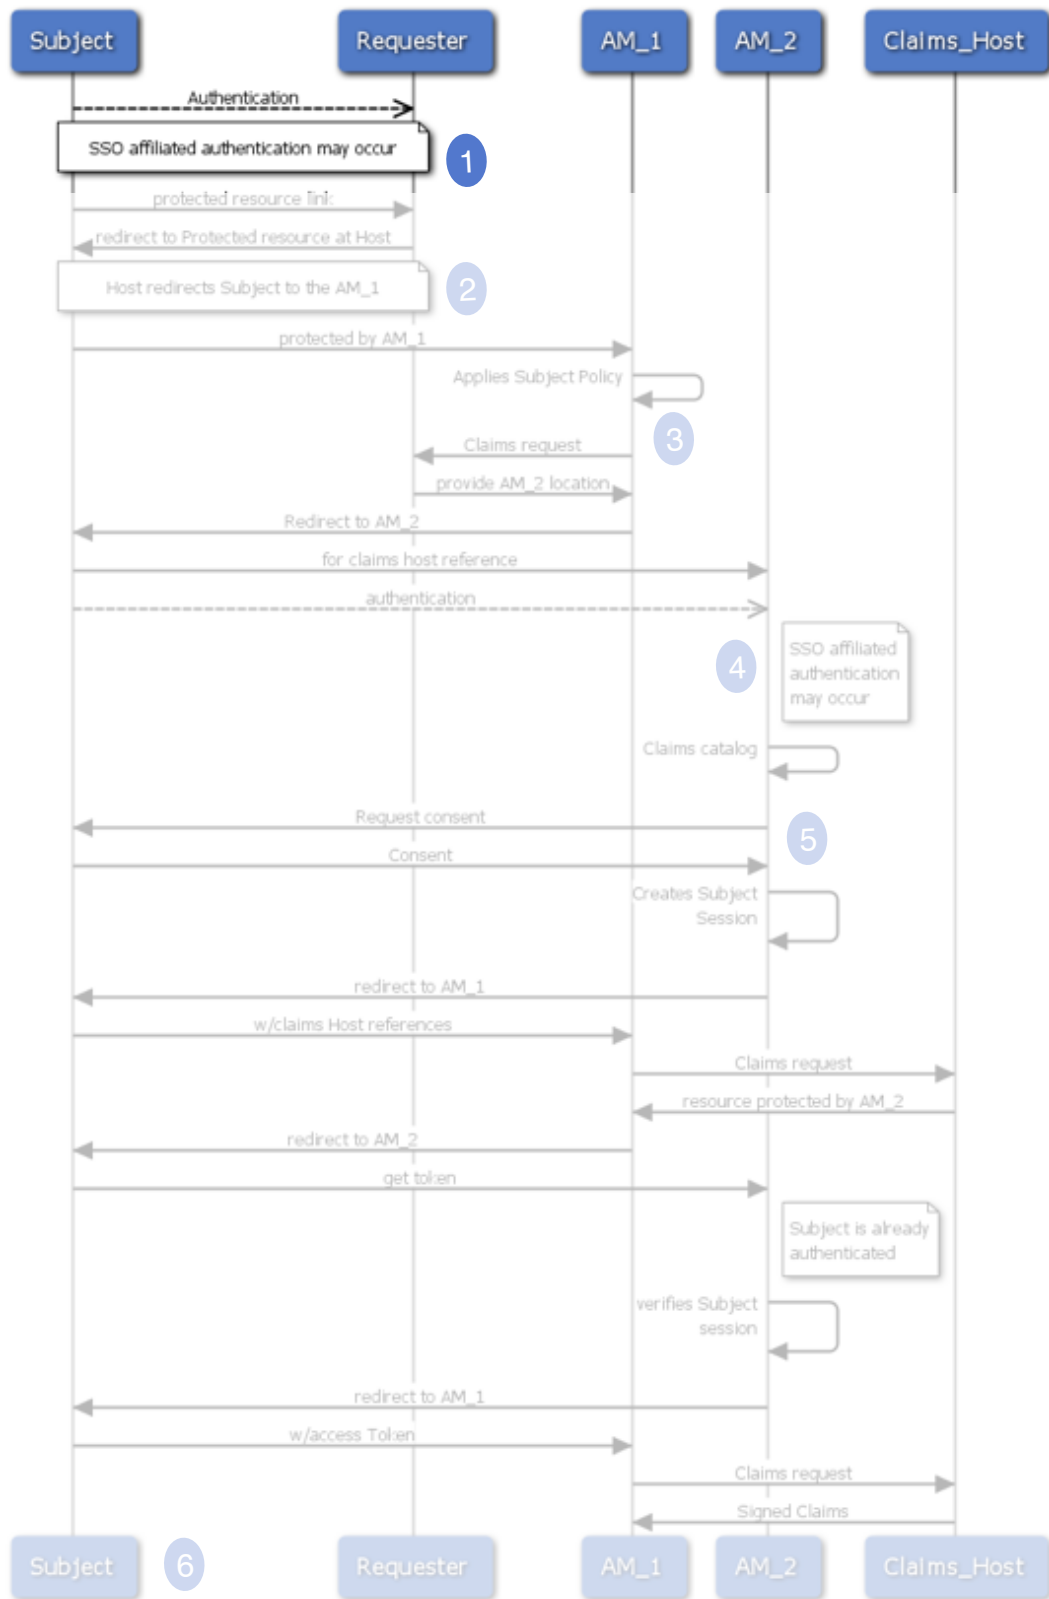 Subject
Requester
AM_1
AM_2
Claims_Host
Authentication
SSO affiliated authentication may occur
1
protected resource link
redirect to Protected resource at Host
Host redirects Subject to the AM_1
2
protected by AM_1
Applies Subject Policy
3
Claims request
provide AM_2 location
Redirect to AM_2
for claims host reference
authentication
4
SSO affiliated
authentication
may occur
Claims catalog
Request consent
5
Consent
Creates Subject
Session
redirect to AM_1
w/claims Host references
Claims request
resource protected by AM_2
redirect to AM_2
get token
Subject is already
authenticated
verifies Subject
session
redirect to AM_1
w/access Token
Claims request
Signed Claims
Subject
6
Requester
AM_1
AM_2
Claims_Host